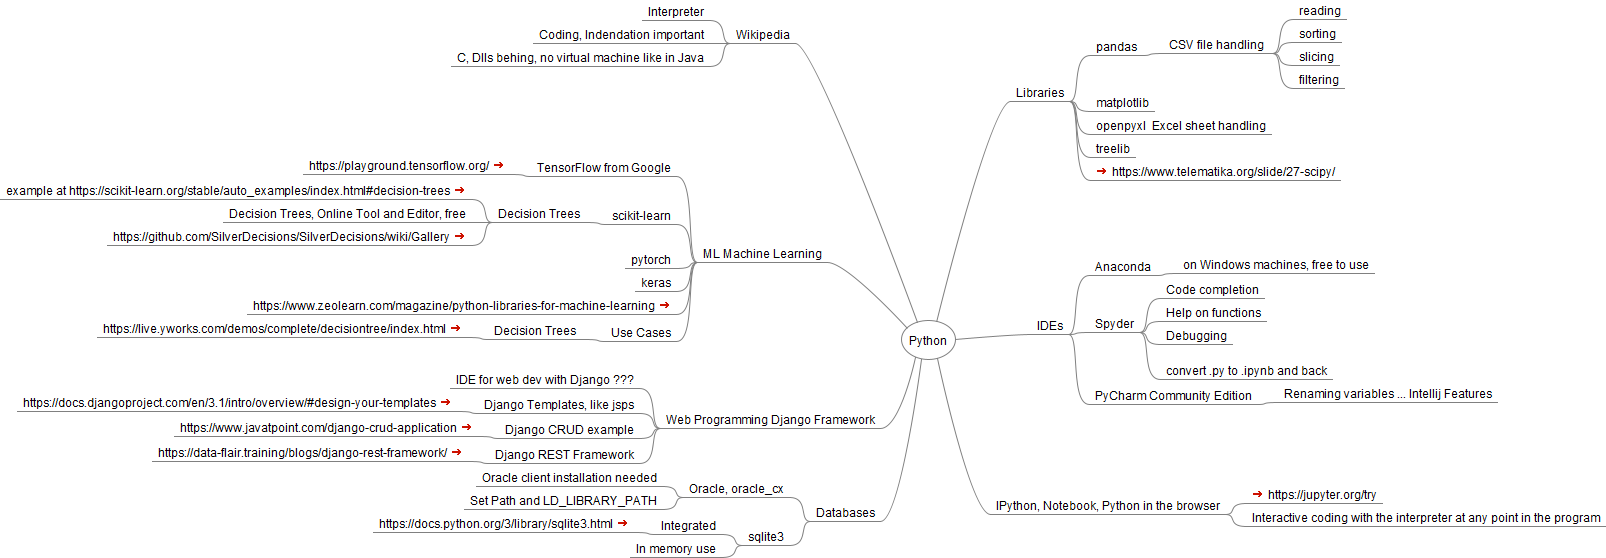 Interpreter
Coding, Indendation important
C, Dlls behing, no virtual machine like in Java
Wikipedia
https://playground.tensorflow.org/
TensorFlow from Google
example at https://scikit-learn.org/stable/auto_examples/index.html#decision-trees
Decision Trees, Online Tool and Editor, free
https://github.com/SilverDecisions/SilverDecisions/wiki/Gallery
Decision Trees
scikit-learn
pytorch
keras
https://www.zeolearn.com/magazine/python-libraries-for-machine-learning
https://live.yworks.com/demos/complete/decisiontree/index.html
Decision Trees
Use Cases
ML Machine Learning
IDE for web dev with Django ???
https://docs.djangoproject.com/en/3.1/intro/overview/#design-your-templates
Django Templates, like jsps
https://www.javatpoint.com/django-crud-application
Django CRUD example
https://data-flair.training/blogs/django-rest-framework/
Django REST Framework
Web Programming Django Framework
Oracle client installation needed
Set Path and LD_LIBRARY_PATH
Oracle, oracle_cx
https://docs.python.org/3/library/sqlite3.html
Integrated
In memory use
sqlite3
Databases
Python
Libraries
pandas
CSV file handling
reading
sorting
slicing
filtering
matplotlib
openpyxl  Excel sheet handling
treelib
https://www.telematika.org/slide/27-scipy/
IDEs
Anaconda
on Windows machines, free to use
Spyder
Code completion
Help on functions
Debugging
convert .py to .ipynb and back
PyCharm Community Edition
Renaming variables ... Intellij Features
IPython, Notebook, Python in the browser
https://jupyter.org/try
Interactive coding with the interpreter at any point in the program